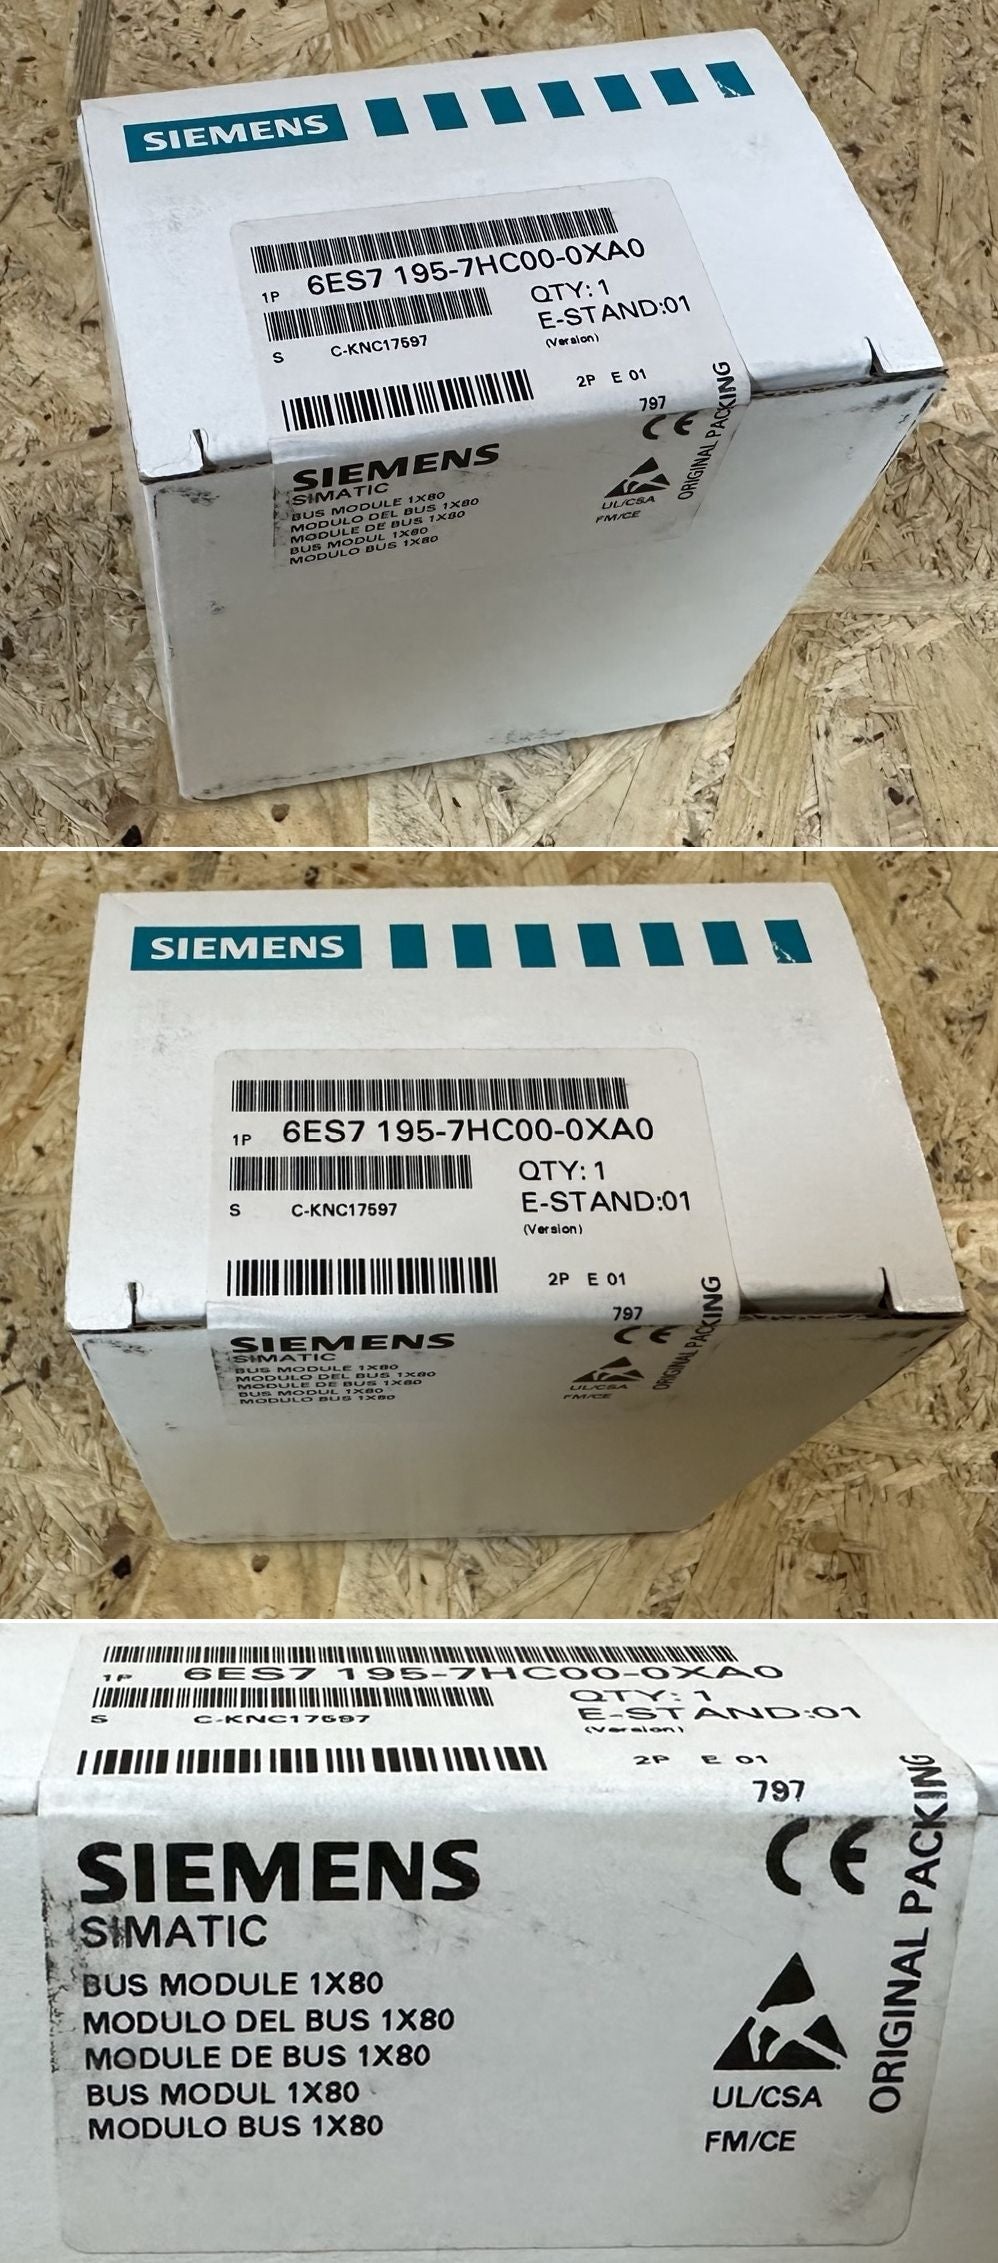 SIEMENS
1P 6ES7 195-7HC00-0XA0
QTY: 1
S C-KNC17597
E-STAND:01
(Version)
2P E 01
797
CE
SIEMENS
SIMATIC
BUS MODULE 1X80
MODULO DEL BUS 1X80
MODULE DE BUS 1X80
BUS MODUL 1X80
MODULO BUS 1X80
UL/CSA
FM/CE
ORIGINAL PACKING
SIEMENS
1P 6ES7 195-7HC00-0XA0
QTY: 1
S C-KNC17597
E-STAND:01
(Version)
2P E 01
797
CE
SIEMENS
SIMATIC
BUS MODULE 1X80
MODULO DEL BUS 1X80
MODULE DE BUS 1X80
BUS MODUL 1X80
MODULO BUS 1X80
UL/CSA
FM/CE
ORIGINAL PACKING
1P 6ES7 195-7HC00-0XA0
QTY: 1
S C-KNC17597
E-STAND:01
(Version)
2P E 01
797
CE
SIEMENS
SIMATIC
BUS MODULE 1X80
MODULO DEL BUS 1X80
MODULE DE BUS 1X80
BUS MODUL 1X80
MODULO BUS 1X80
UL/CSA
FM/CE
ORIGINAL PACKING